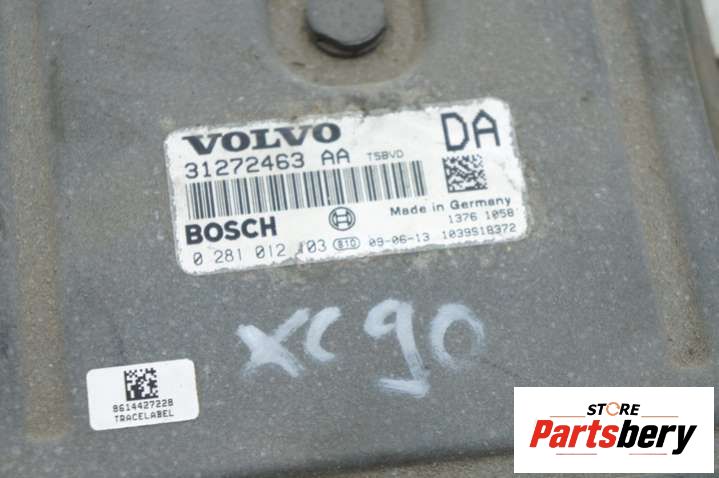 VOLVO DA
31272463 AA TSBVD
Made in Germany
BOSCH 1376 1058
0 281 012 103 810 09-06-13 1039S18372
xc90
8614427228
TRACELABEL
STORE
Partsbery